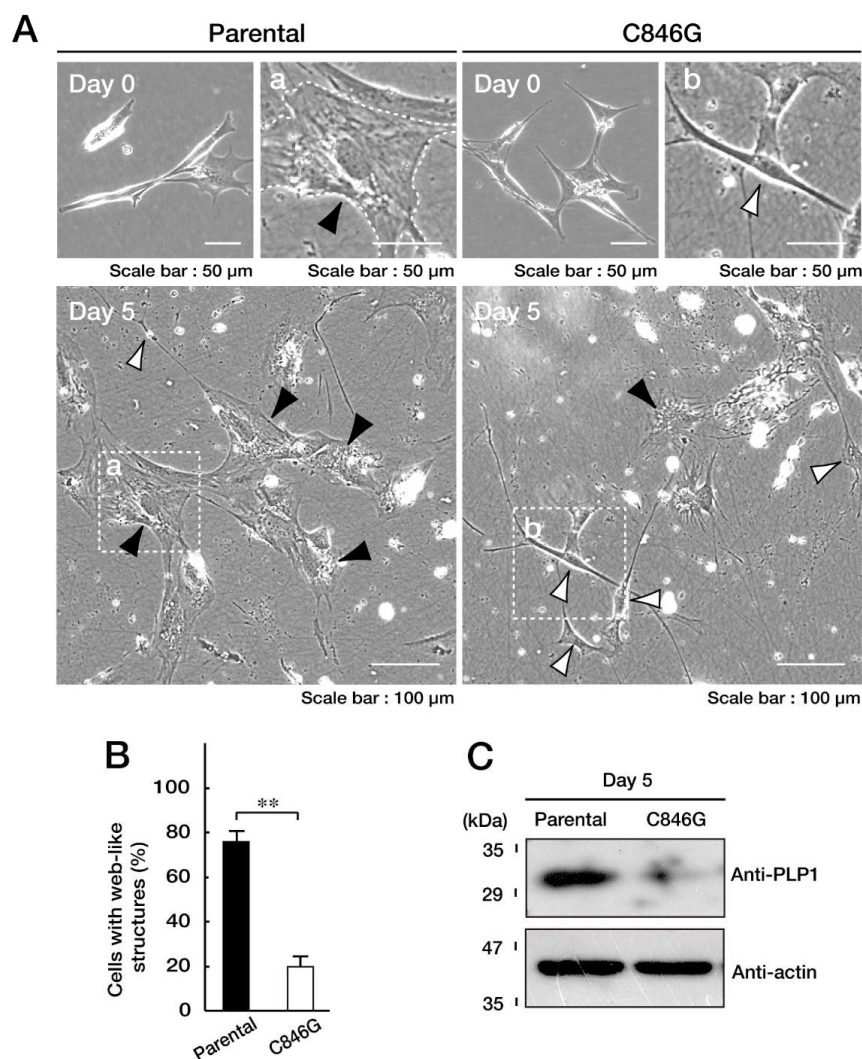 A
Parental
C846G
Day 0
a
Day 0
b
Scale bar : 50 µm
Scale bar : 50 µm
Scale bar : 50 µm
Scale bar : 50 µm
Day 5
a
Day 5
b
Scale bar : 100 µm
Scale bar : 100 µm
B
Cells with web-like
structures (%)
100
80
60
40
20
0
**
Parental
C846G
C
Day 5
(kDa)
Parental
C846G
35
29
Anti-PLP1
47
35
Anti-actin